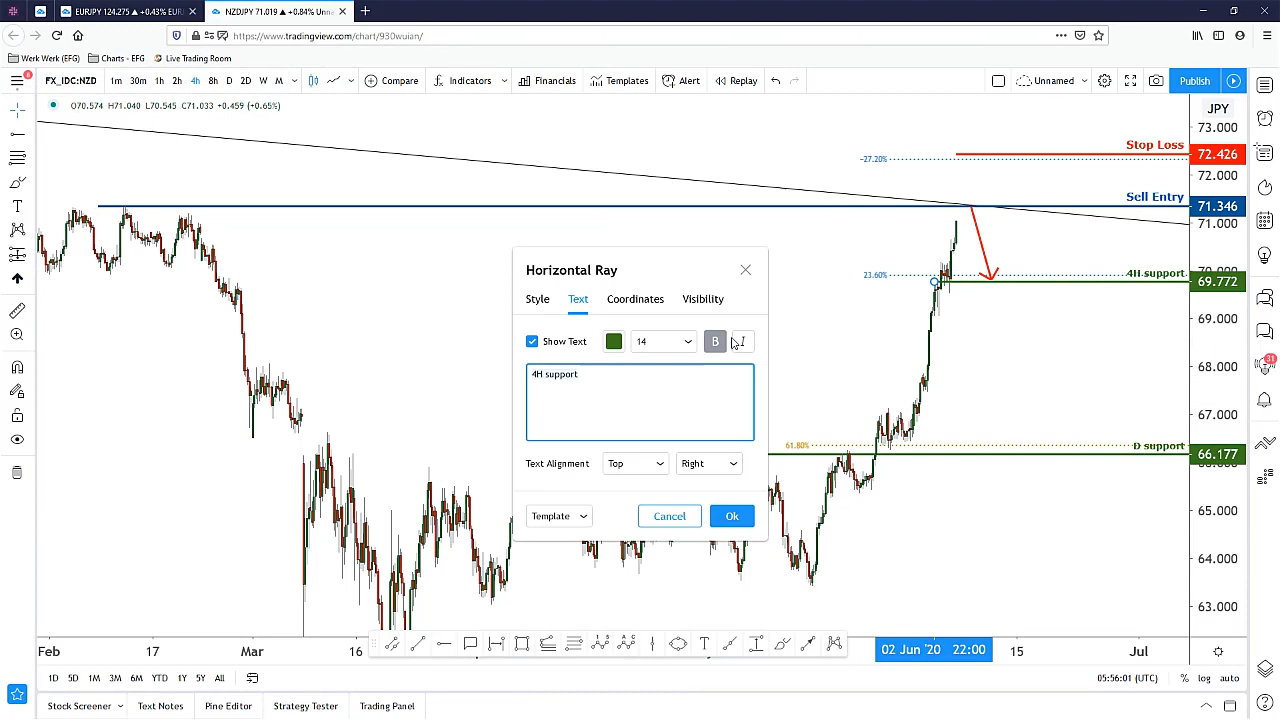 EURJPY 124.275 ▲ +0.43% EUR
NZDJPY 71.019 ▲ +0.84% Unna
https://www.tradingview.com/chart/930wuian/
Werk Werk (EFG)
Charts - EFG
Live Trading Room
FX_IDC:NZD
1m 30m 1h 2h 4h 8h D 2D W M
Compare
Indicators
Financials
Templates
Alert
Replay
Unnamed
Publish
O70.574 H71.040 L70.545 C71.033 +0.459 (+0.65%)
JPY
73.000
Stop Loss
72.426
-27.20%
72.000
Sell Entry
71.346
71.000
4H support
23.60%
69.772
69.000
68.000
67.000
61.80%
D support
66.177
65.000
64.000
63.000
Horizontal Ray
Style Text Coordinates Visibility
Show Text
14
B
I
4H support
Text Alignment
Top
Right
Template
Cancel
Ok
Feb 17 Mar 16
02 Jun '20 22:00
15 Jul
1D 5D 1M 3M 6M YTD 1Y 5Y All
05:56:01 (UTC)
% log auto
Stock Screener
Text Notes
Pine Editor
Strategy Tester
Trading Panel
8
31